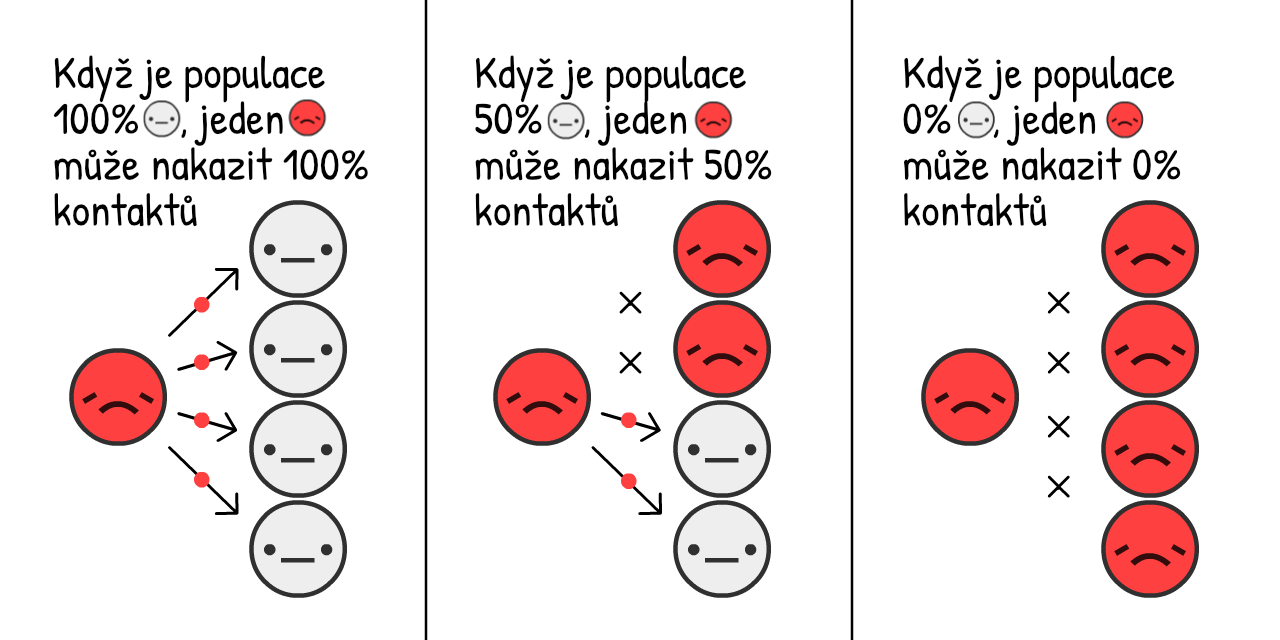 Když je populace
100% , jeden
může nakazit 100%
kontaktů
Když je populace
50% , jeden
může nakazit 50%
kontaktů
Když je populace
0% , jeden
může nakazit 0%
kontaktů